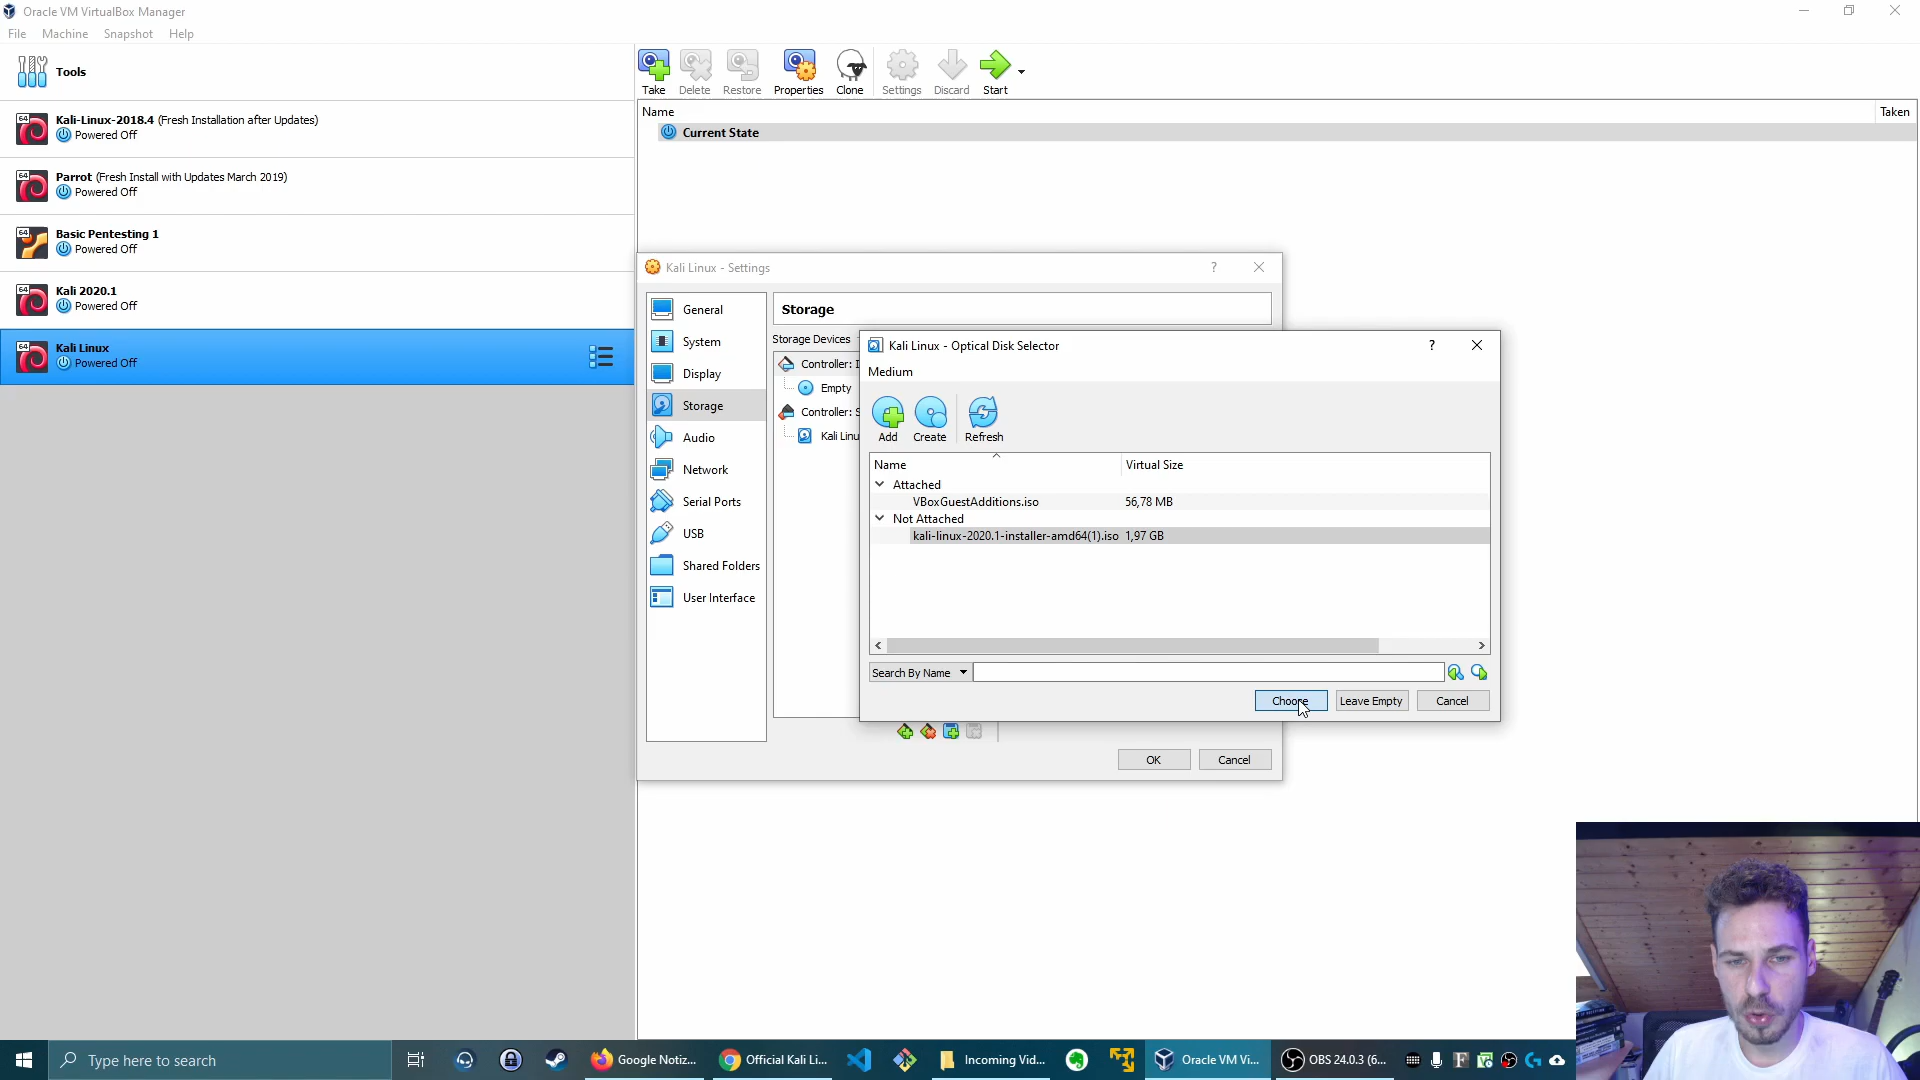 Oracle VM VirtualBox Manager
File Machine Snapshot Help
Tools
Take Delete Restore Properties Clone Settings Discard Start
Name Taken
Current State
64 Kali-Linux-2018.4 (Fresh Installation after Updates)
Powered Off
64 Parrot (Fresh Install with Updates March 2019)
Powered Off
64 Basic Pentesting 1
Powered Off
64 Kali 2020.1
Powered Off
64 Kali Linux
Powered Off
Kali Linux - Settings ?
General
System
Display
Storage
Audio
Network
Serial Ports
USB
Shared Folders
User Interface
Storage
Storage Devices
Controller: I
Empty
Controller: S
Kali Linu
OK Cancel
Kali Linux - Optical Disk Selector ?
Medium
Add Create Refresh
Name Virtual Size
Attached
VBoxGuestAdditions.iso 56,78 MB
Not Attached
kali-linux-2020.1-installer-amd64(1).iso 1,97 GB
Search By Name
Choose Leave Empty Cancel
Type here to search
Google Notiz...
Official Kali Li...
Incoming Vid...
Oracle VM Vi...
OBS 24.0.3 (6...